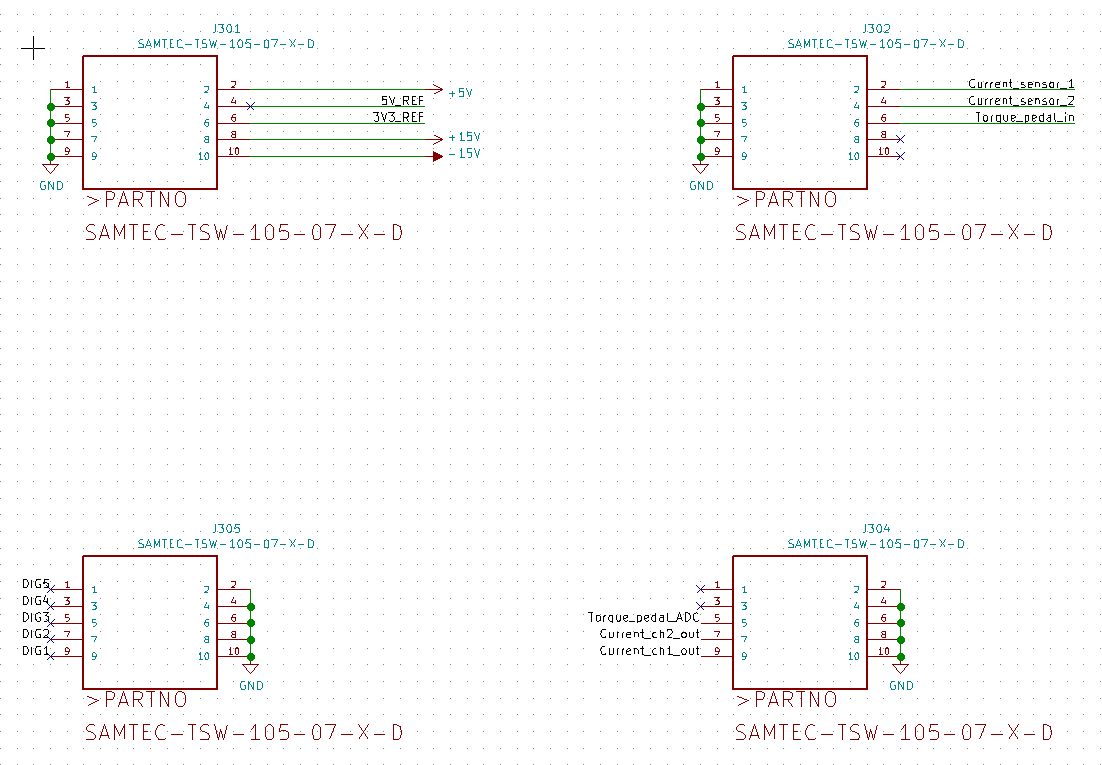 J301
SAMTEC-TSW-105-07-X-D
1 1 2 2 +5V
3 3 4 4 5V_REF
5 5 6 6 3V3_REF
7 7 8 8 +15V
9 9 10 10 -15V
GND
>PARTNO
SAMTEC-TSW-105-07-X-D
J302
SAMTEC-TSW-105-07-X-D
1 1 2 2 Current_sensor_1
3 3 4 4 Current_sensor_2
5 5 6 6 Torque_pedal_in
7 7 8 8
9 9 10 10
GND
>PARTNO
SAMTEC-TSW-105-07-X-D
J305
SAMTEC-TSW-105-07-X-D
DIG5 1 1 2 2
DIG4 3 3 4 4
DIG3 5 5 6 6
DIG2 7 7 8 8
DIG1 9 9 10 10
GND
>PARTNO
SAMTEC-TSW-105-07-X-D
J304
SAMTEC-TSW-105-07-X-D
1 1 2 2
3 3 4 4
Torque_pedal_ADC 5 5 6 6
Current_ch2_out 7 7 8 8
Current_ch1_out 9 9 10 10
GND
>PARTNO
SAMTEC-TSW-105-07-X-D